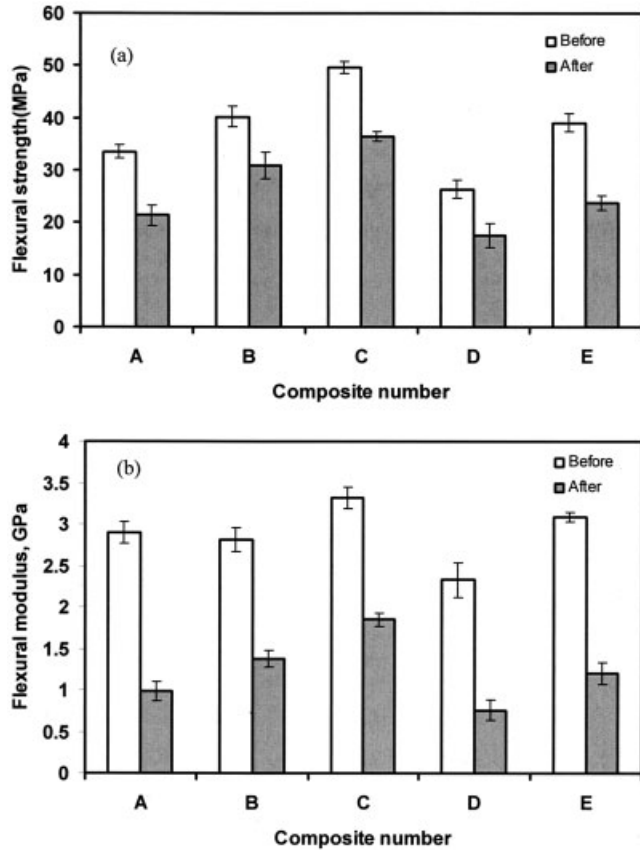 60
50
40
30
20
10
0
Flexural strength(MPa)
(a)
Before
After
A B C D E
Composite number
4
3.5
3
2.5
2
1.5
1
0.5
0
Flexural modulus, GPa
(b)
Before
After
A B C D E
Composite number